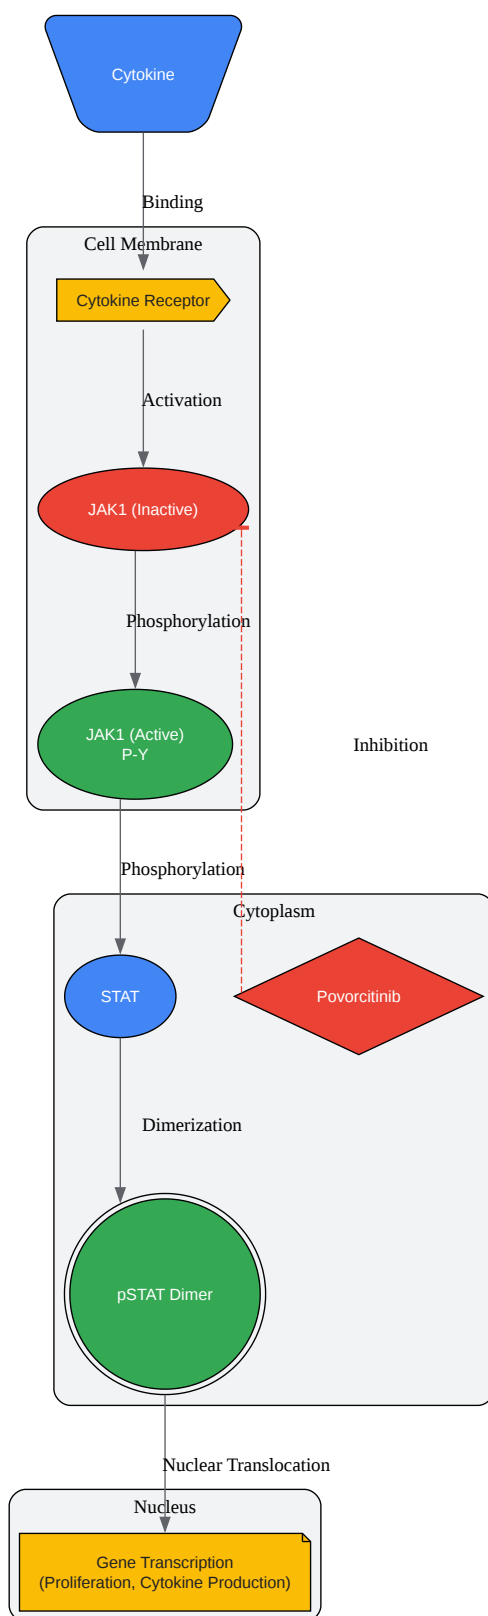 Cytokine
Binding
Cell Membrane
Cytokine Receptor
Activation
JAK1 (Inactive)
Phosphorylation
JAK1 (Active)
P-Y
Inhibition
Phosphorylation
Cytoplasm
STAT
Povorcitinib
Dimerization
pSTAT Dimer
Nuclear Translocation
Nucleus
Gene Transcription
(Proliferation, Cytokine Production)